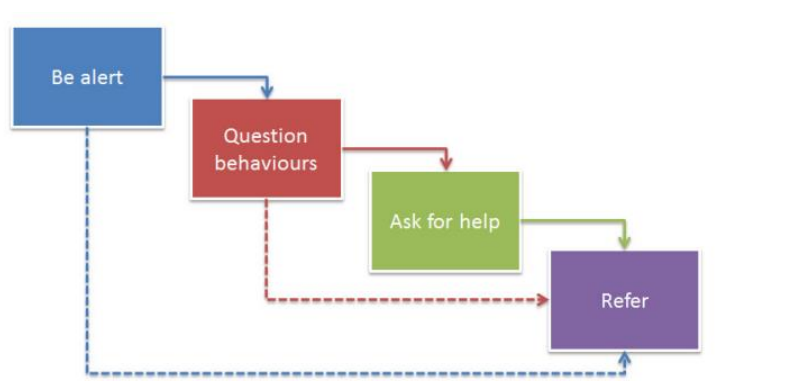 Be alert
Question
behaviours
Ask for help
Refer